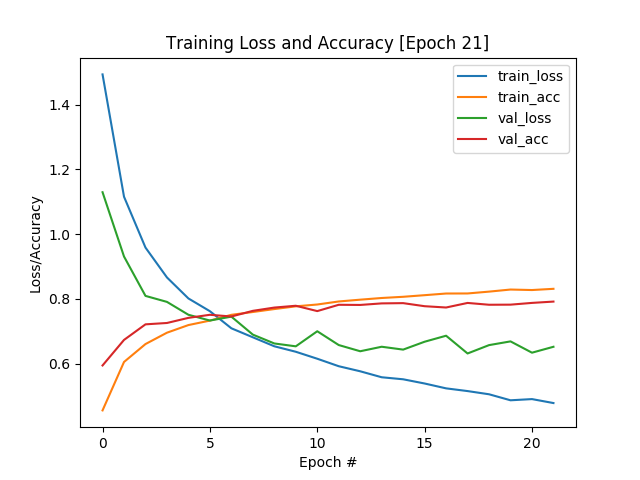 Training Loss and Accuracy [Epoch 21]
train_loss
train_acc
val_loss
val_acc
1.4
1.2
1.0
0.8
0.6
Loss/Accuracy
0
5
10
15
20
Epoch #